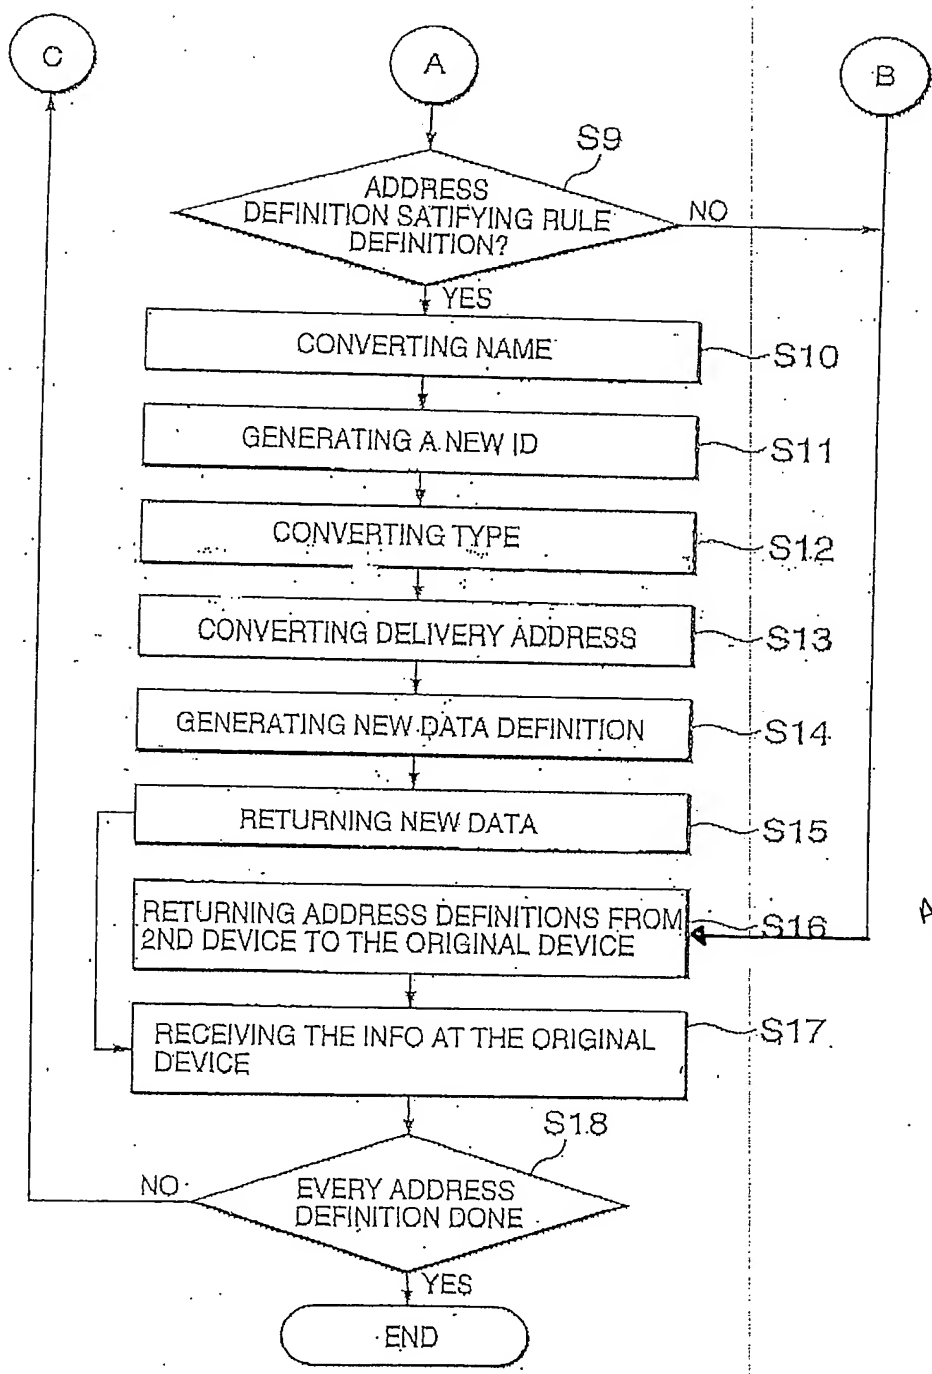 C
A
B
S9
ADDRESS
DEFINITION SATIFYING RULE
DEFINITION?
NO
YES
CONVERTING NAME
S10
GENERATING A NEW ID
S11
CONVERTING TYPE
S12
CONVERTING DELIVERY ADDRESS
S13
GENERATING NEW DATA DEFINITION
S14
RETURNING NEW DATA
S15
RETURNING ADDRESS DEFINITIONS FROM
2ND DEVICE TO THE ORIGINAL DEVICE
S16
RECEIVING THE INFO AT THE ORIGINAL
DEVICE
S17
S18
NO
EVERY ADDRESS
DEFINITION DONE
YES
END